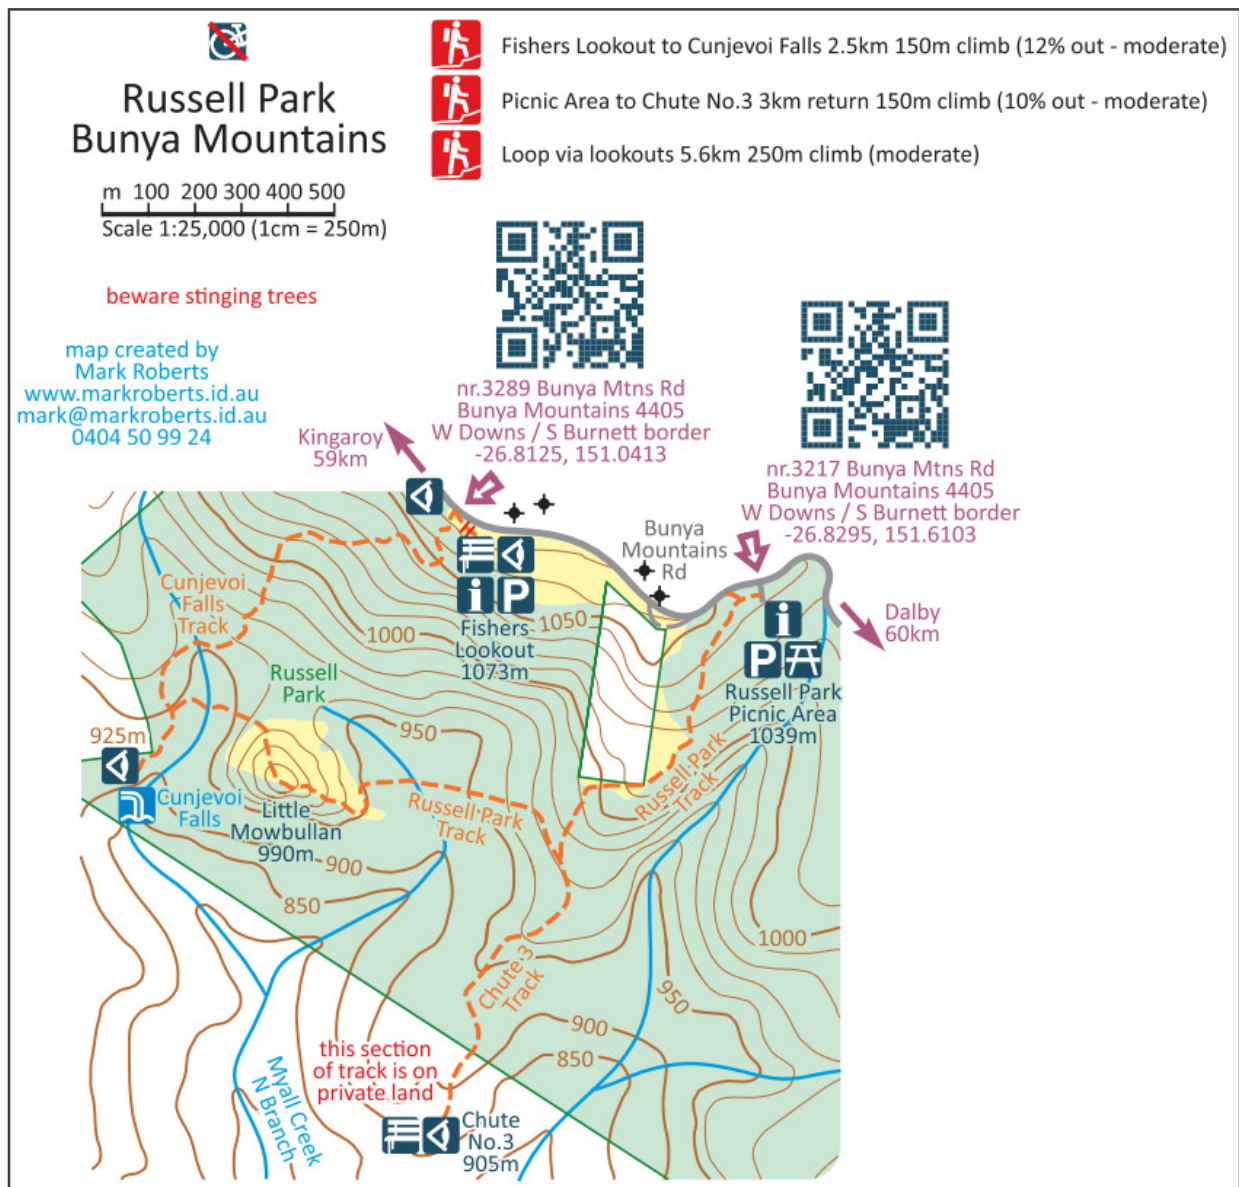 Russell Park
Bunya Mountains
m 100 200 300 400 500
Scale 1:25,000 (1cm = 250m)
Fishers Lookout to Cunjevoi Falls 2.5km 150m climb (12% out - moderate)
Picnic Area to Chute No.3 3km return 150m climb (10% out - moderate)
Loop via lookouts 5.6km 250m climb (moderate)
beware stinging trees
map created by
Mark Roberts
www.markroberts.id.au
mark@markroberts.id.au
0404 50 99 24
nr.3289 Bunya Mtns Rd
Bunya Mountains 4405
W Downs / S Burnett border
-26.8125, 151.0413
nr.3217 Bunya Mtns Rd
Bunya Mountains 4405
W Downs / S Burnett border
-26.8295, 151.6103
Kingaroy
59km
Bunya
Mountains
Rd
Dalby
60km
Cunjevoi
Falls
Track
i P
Fishers
Lookout
1073m
1050
1000
i
P
Russell Park
Picnic Area
1039m
Russell
Park
925m
950
Cunjevoi
Falls
Little
Mowbullan
990m
Russell Park
Track
Russell Park
Track
900
850
1000
950
Chute 3
Track
900
850
this section
of track is on
private land
Myall Creek
N Branch
Chute
No.3
905m